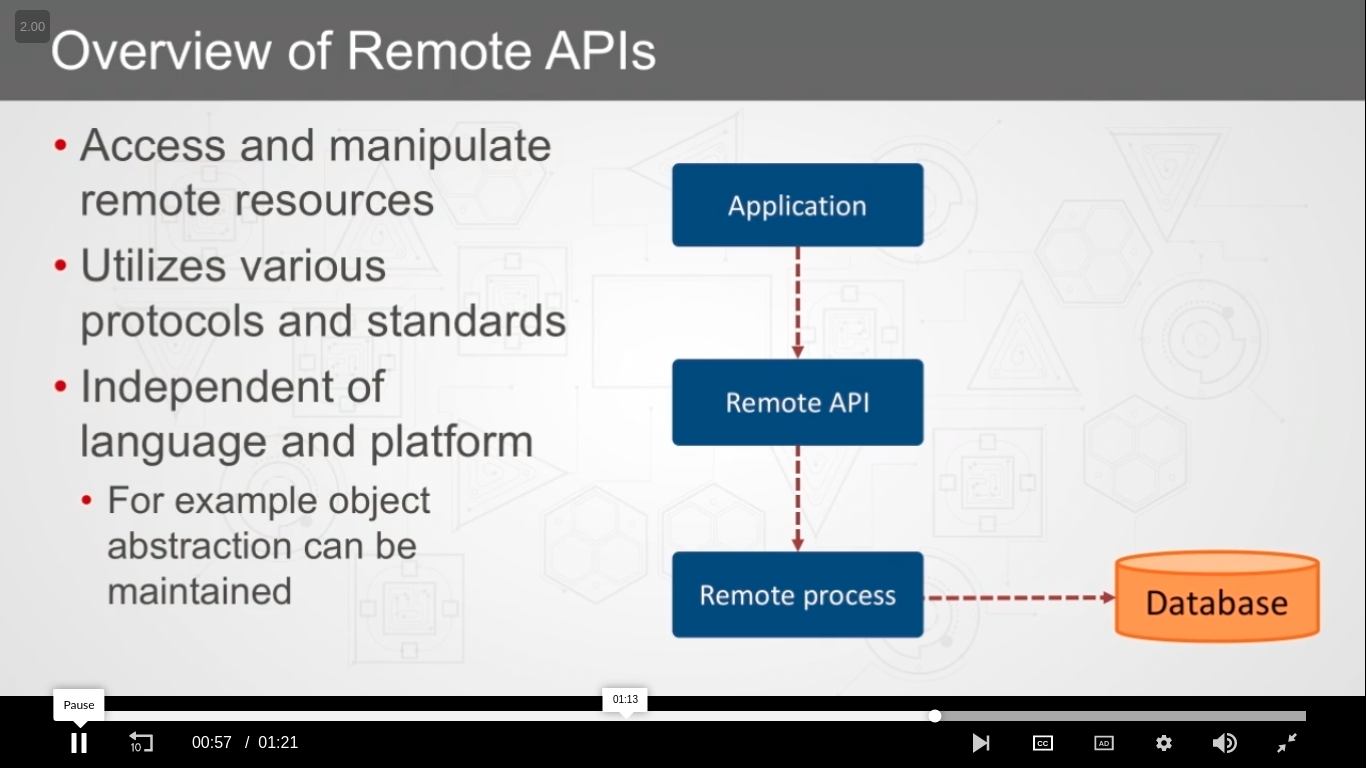 2.00
Overview of Remote APIs
• Access and manipulate
remote resources
• Utilizes various
protocols and standards
• Independent of
language and platform
• For example object
abstraction can be
maintained
Application
Remote API
Remote process
Database
Pause
01:13
10
00:57 / 01:21
CC
AD